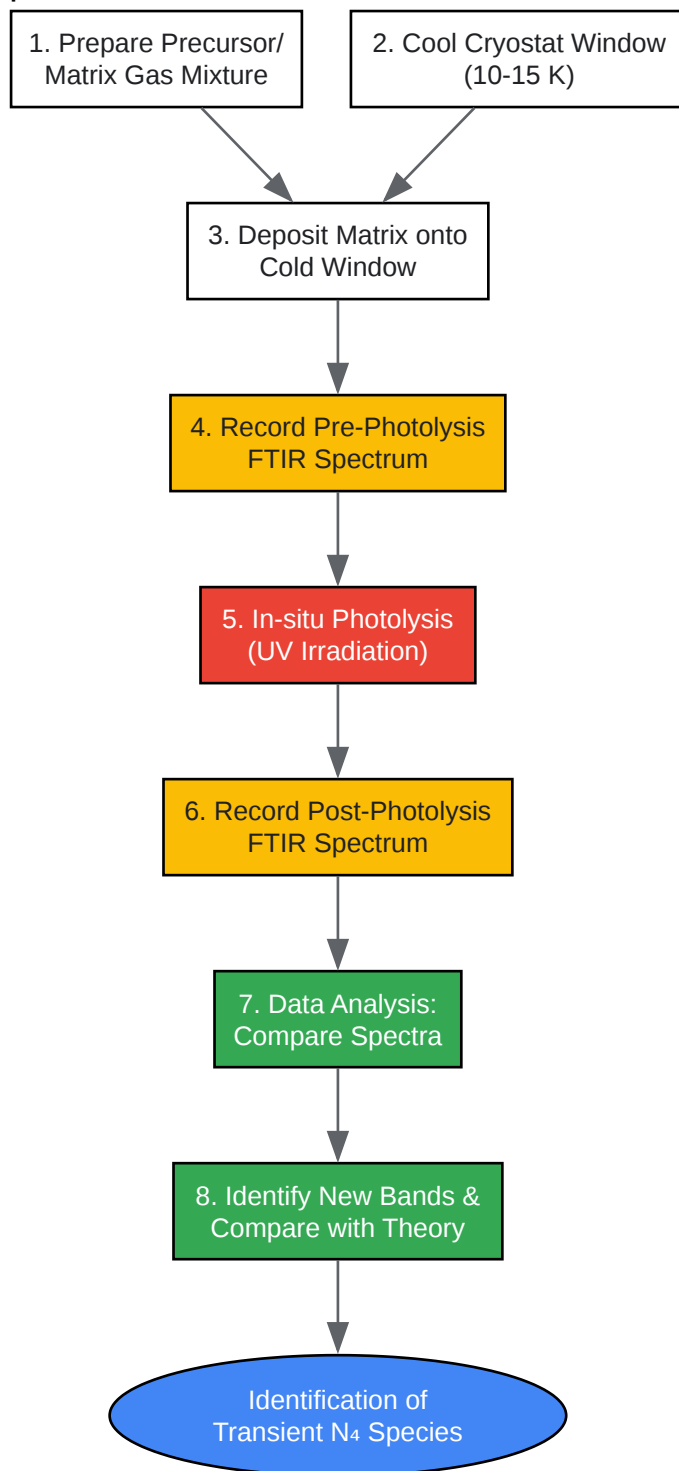 1. Prepare Precursor/
Matrix Gas Mixture
2. Cool Cryostat Window
(10-15 K)
3. Deposit Matrix onto
Cold Window
4. Record Pre-Photolysis
FTIR Spectrum
5. In-situ Photolysis
(UV Irradiation)
6. Record Post-Photolysis
FTIR Spectrum
7. Data Analysis:
Compare Spectra
8. Identify New Bands &
Compare with Theory
Identification of
Transient N₄ Species